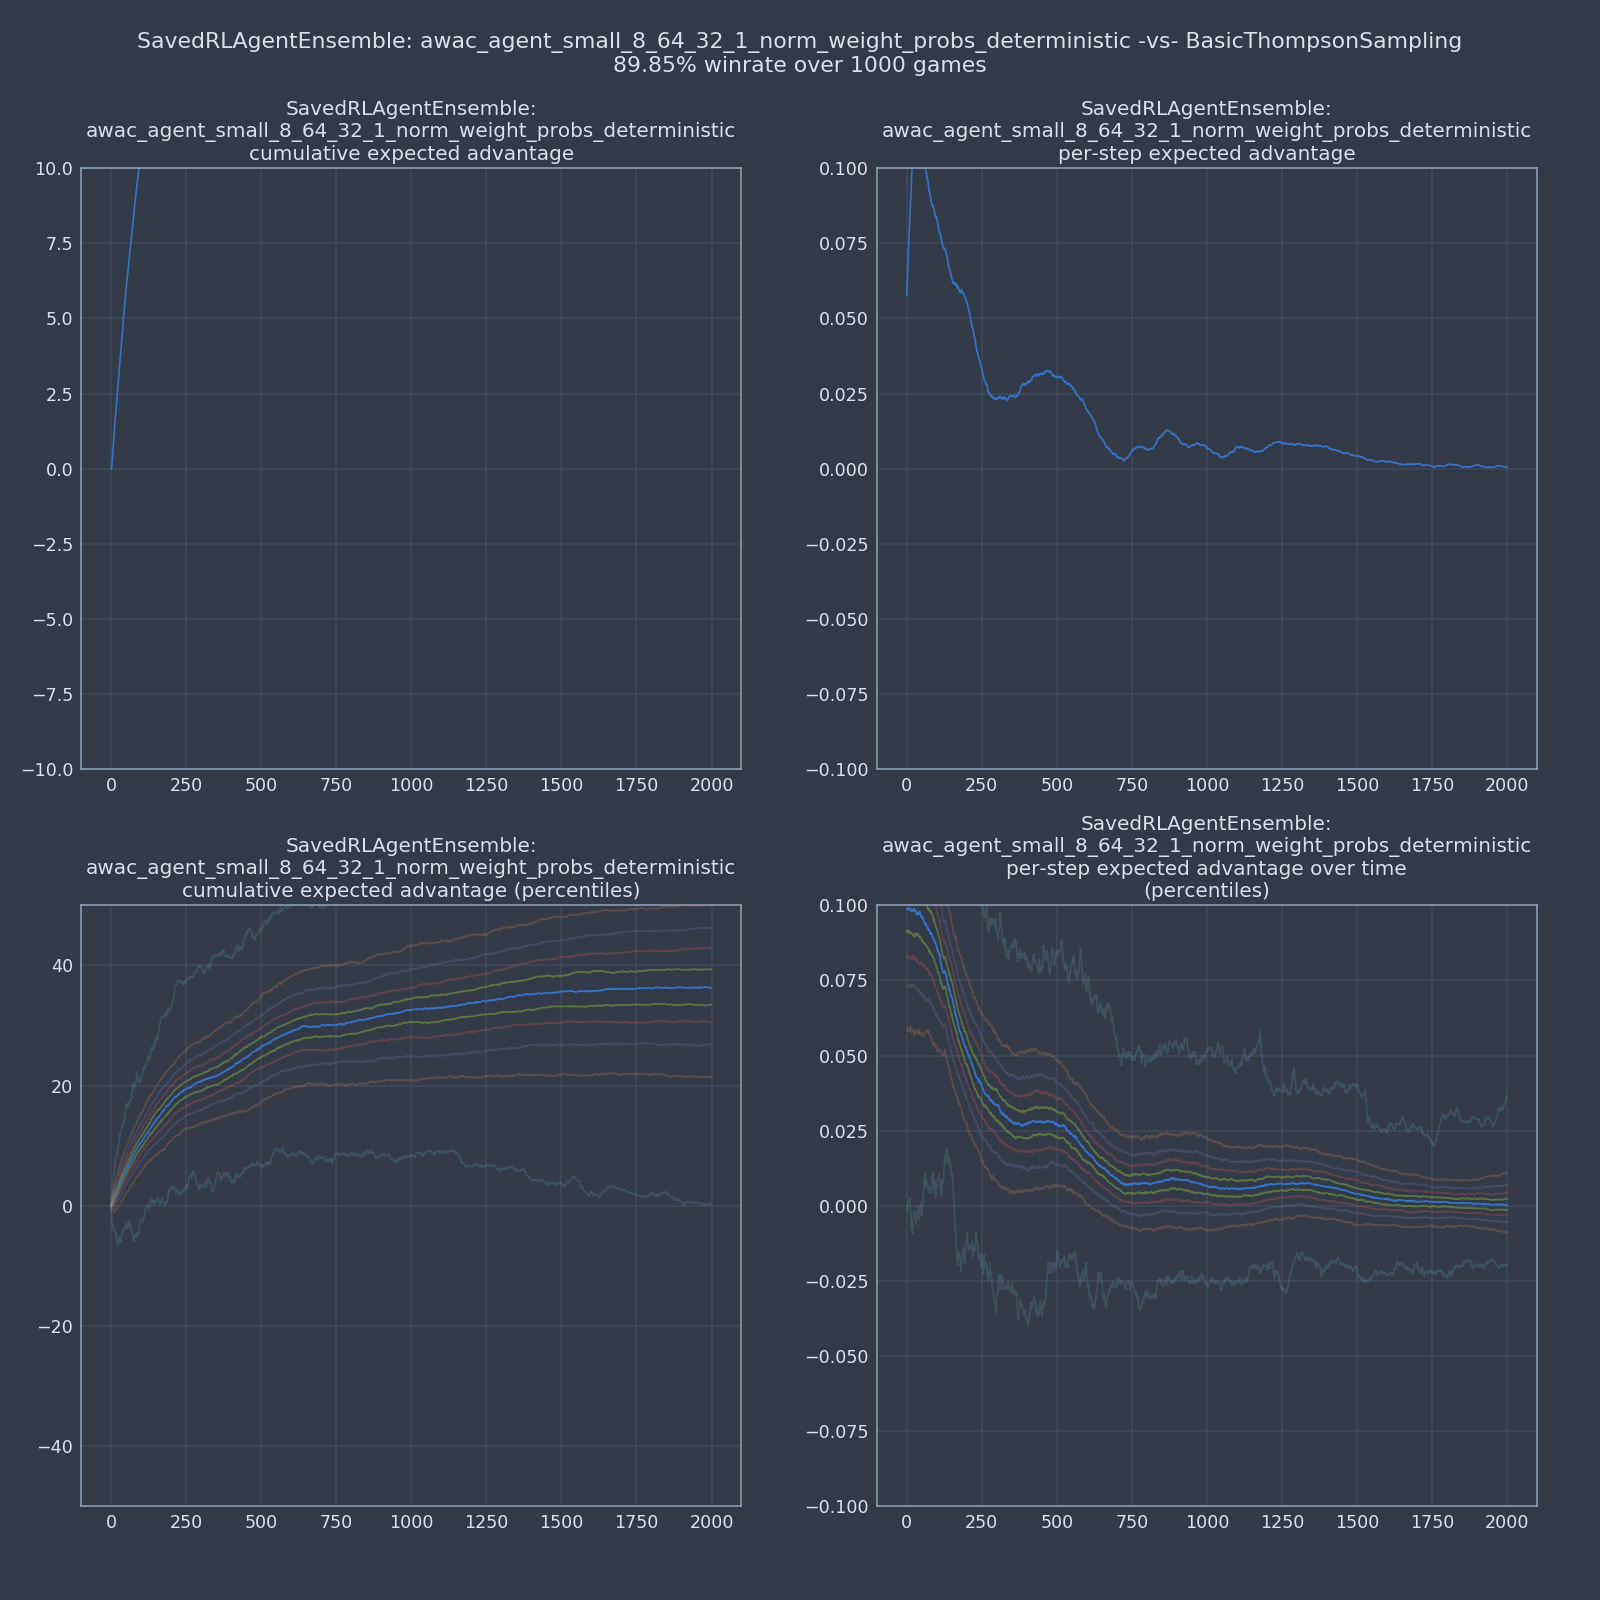 SavedRLAgentEnsemble: awac_agent_small_8_64_32_1_norm_weight_probs_deterministic -vs- BasicThompsonSampling
89.85% winrate over 1000 games
SavedRLAgentEnsemble:
awac_agent_small_8_64_32_1_norm_weight_probs_deterministic
cumulative expected advantage
10.0
7.5
5.0
2.5
0.0
−2.5
−5.0
−7.5
−10.0
0 250 500 750 1000 1250 1500 1750 2000
SavedRLAgentEnsemble:
awac_agent_small_8_64_32_1_norm_weight_probs_deterministic
per-step expected advantage
0.100
0.075
0.050
0.025
0.000
−0.025
−0.050
−0.075
−0.100
0 250 500 750 1000 1250 1500 1750 2000
SavedRLAgentEnsemble:
awac_agent_small_8_64_32_1_norm_weight_probs_deterministic
cumulative expected advantage (percentiles)
40
20
0
−20
−40
0 250 500 750 1000 1250 1500 1750 2000
SavedRLAgentEnsemble:
awac_agent_small_8_64_32_1_norm_weight_probs_deterministic
per-step expected advantage over time
(percentiles)
0.100
0.075
0.050
0.025
0.000
−0.025
−0.050
−0.075
−0.100
0 250 500 750 1000 1250 1500 1750 2000